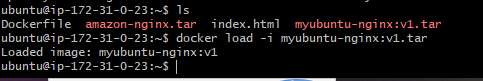 ubuntu@ip-172-31-0-23:~$ ls
Dockerfile  amazon-nginx.tar  index.html  myubuntu-nginx:v1.tar
ubuntu@ip-172-31-0-23:~$ docker load -i myubuntu-nginx:v1.tar
Loaded image: myubuntu-nginx:v1
ubuntu@ip-172-31-0-23:~$